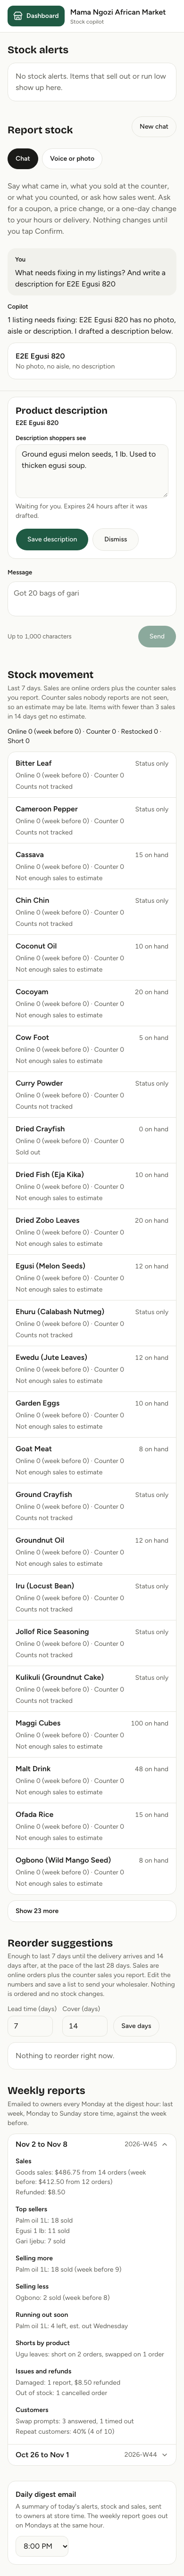 Dashboard
Mama Ngozi African Market
Stock copilot
Stock alerts
No stock alerts. Items that sell out or run low
show up here.
Report stock
New chat
Chat
Voice or photo
Say what came in, what you sold at the counter,
or what you counted, or ask how sales went. Ask
for a coupon, a price change, or a one-day change
to your hours or delivery. Nothing changes until
you tap Confirm.
You
What needs fixing in my listings? And write a
description for E2E Egusi 820
Copilot
1 listing needs fixing: E2E Egusi 820 has no photo,
aisle or description. I drafted a description below.
E2E Egusi 820
No photo, no aisle, no description
Product description
E2E Egusi 820
Description shoppers see
Ground egusi melon seeds, 1 lb. Used to
thicken egusi soup.
Waiting for you. Expires 24 hours after it was
drafted.
Save description
Dismiss
Message
Got 20 bags of gari
Up to 1,000 characters
Send
Stock movement
Last 7 days. Sales are online orders plus the counter sales
you report. Counter sales nobody reports are not seen,
so an estimate may be late. Items with fewer than 3 sales
in 14 days get no estimate.
Online 0 (week before 0) · Counter 0 · Restocked 0 ·
Short 0
Bitter Leaf
Status only
Online 0 (week before 0) · Counter 0
Counts not tracked
Cameroon Pepper
Status only
Online 0 (week before 0) · Counter 0
Counts not tracked
Cassava
15 on hand
Online 0 (week before 0) · Counter 0
Not enough sales to estimate
Chin Chin
Status only
Online 0 (week before 0) · Counter 0
Counts not tracked
Coconut Oil
10 on hand
Online 0 (week before 0) · Counter 0
Not enough sales to estimate
Cocoyam
20 on hand
Online 0 (week before 0) · Counter 0
Not enough sales to estimate
Cow Foot
5 on hand
Online 0 (week before 0) · Counter 0
Not enough sales to estimate
Curry Powder
Status only
Online 0 (week before 0) · Counter 0
Counts not tracked
Dried Crayfish
0 on hand
Online 0 (week before 0) · Counter 0
Sold out
Dried Fish (Eja Kika)
10 on hand
Online 0 (week before 0) · Counter 0
Not enough sales to estimate
Dried Zobo Leaves
20 on hand
Online 0 (week before 0) · Counter 0
Not enough sales to estimate
Egusi (Melon Seeds)
12 on hand
Online 0 (week before 0) · Counter 0
Not enough sales to estimate
Ehuru (Calabash Nutmeg)
Status only
Online 0 (week before 0) · Counter 0
Counts not tracked
Ewedu (Jute Leaves)
12 on hand
Online 0 (week before 0) · Counter 0
Not enough sales to estimate
Garden Eggs
10 on hand
Online 0 (week before 0) · Counter 0
Not enough sales to estimate
Goat Meat
8 on hand
Online 0 (week before 0) · Counter 0
Not enough sales to estimate
Ground Crayfish
Status only
Online 0 (week before 0) · Counter 0
Counts not tracked
Groundnut Oil
12 on hand
Online 0 (week before 0) · Counter 0
Not enough sales to estimate
Iru (Locust Bean)
Status only
Online 0 (week before 0) · Counter 0
Counts not tracked
Jollof Rice Seasoning
Status only
Online 0 (week before 0) · Counter 0
Counts not tracked
Kulikuli (Groundnut Cake)
Status only
Online 0 (week before 0) · Counter 0
Counts not tracked
Maggi Cubes
100 on hand
Online 0 (week before 0) · Counter 0
Not enough sales to estimate
Malt Drink
48 on hand
Online 0 (week before 0) · Counter 0
Not enough sales to estimate
Ofada Rice
15 on hand
Online 0 (week before 0) · Counter 0
Not enough sales to estimate
Ogbono (Wild Mango Seed)
8 on hand
Online 0 (week before 0) · Counter 0
Not enough sales to estimate
Show 23 more
Reorder suggestions
Enough to last 7 days until the delivery arrives and 14
days after, at the pace of the last 28 days. Sales are
online orders plus the counter sales you report. Edit the
numbers and save a list to send your wholesaler. Nothing
is ordered and no stock changes.
Lead time (days)
Cover (days)
7
14
Save days
Nothing to reorder right now.
Weekly reports
Emailed to owners every Monday at the digest hour: last
week, Monday to Sunday store time, against the week
before.
Nov 2 to Nov 8
2026-W45
Sales
Goods sales: $486.75 from 14 orders (week
before: $412.50 from 12 orders)
Refunded: $8.50
Top sellers
Palm oil 1L: 18 sold
Egusi 1 lb: 11 sold
Gari ijebu: 7 sold
Selling more
Palm oil 1L: 18 sold (week before 9)
Selling less
Ogbono: 2 sold (week before 8)
Running out soon
Palm oil 1L: 4 left, est. out Wednesday
Shorts by product
Ugu leaves: short on 2 orders, swapped on 1 order
Issues and refunds
Damaged: 1 report, $8.50 refunded
Out of stock: 1 cancelled order
Customers
Swap prompts: 3 answered, 1 timed out
Repeat customers: 40% (4 of 10)
Oct 26 to Nov 1
2026-W44
Daily digest email
A summary of today's alerts, stock and sales, sent
to owners at store time. The weekly report goes out
on Mondays at the same hour.
8:00 PM